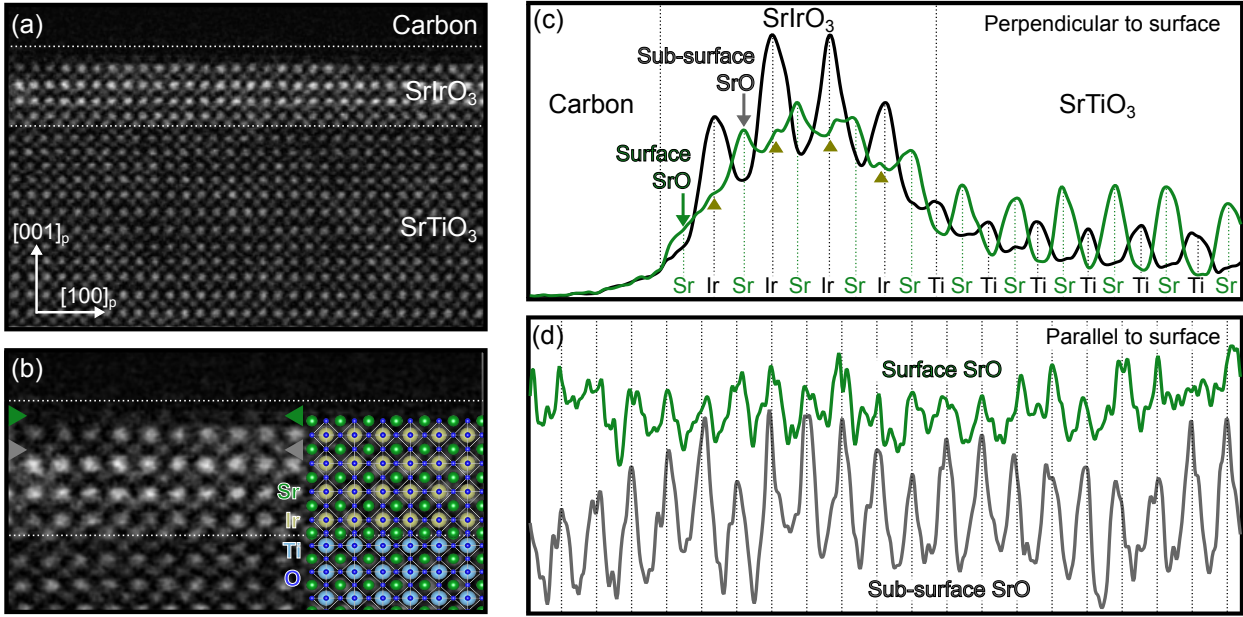 (a)
Carbon
SrIrO3
SrTiO3
[001]p
[100]p
(b)
Sr
Ir
Ti
O
(c)
SrIrO3
Perpendicular to surface
Sub-surface
SrO
Carbon
SrTiO3
Surface
SrO
Sr Ir Sr Ir Sr Ir Sr Ir Sr Ti Sr Ti Sr Ti Sr Ti Sr Ti Sr Ti Sr
(d)
Parallel to surface
Surface SrO
Sub-surface SrO